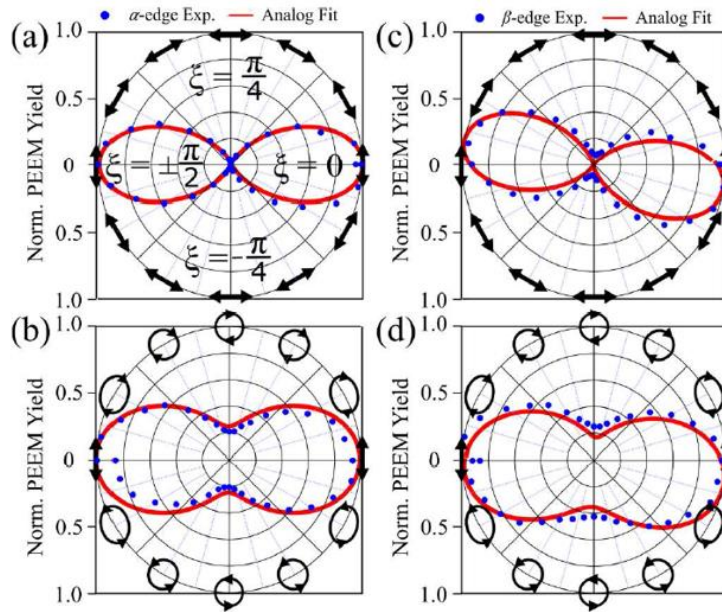 α-edge Exp. Analog Fit
β-edge Exp. Analog Fit
(a)
1.0
0.5
0
0.5
1.0
Norm. PEEM Yield
ξ = π/4
ξ = ±π/2
ξ = 0
ξ = -π/4
(c)
1.0
0.5
0
0.5
1.0
Norm. PEEM Yield
(b)
1.0
0.5
0
0.5
1.0
Norm. PEEM Yield
(d)
1.0
0.5
0
0.5
1.0
Norm. PEEM Yield